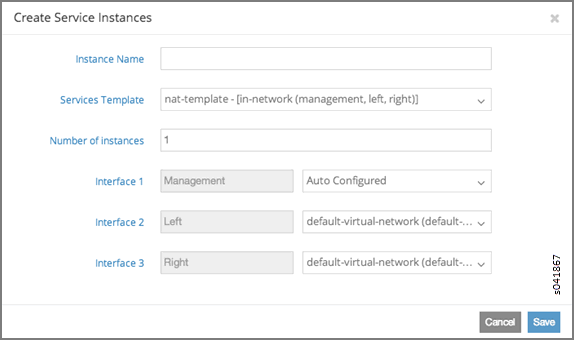 Create Service Instances
Instance Name
Services Template nat-template - [in-network (management, left, right)]
Number of instances 1
Interface 1 Management Auto Configured
Interface 2 Left default-virtual-network (default-...
Interface 3 Right default-virtual-network (default-...
s041867
Cancel Save